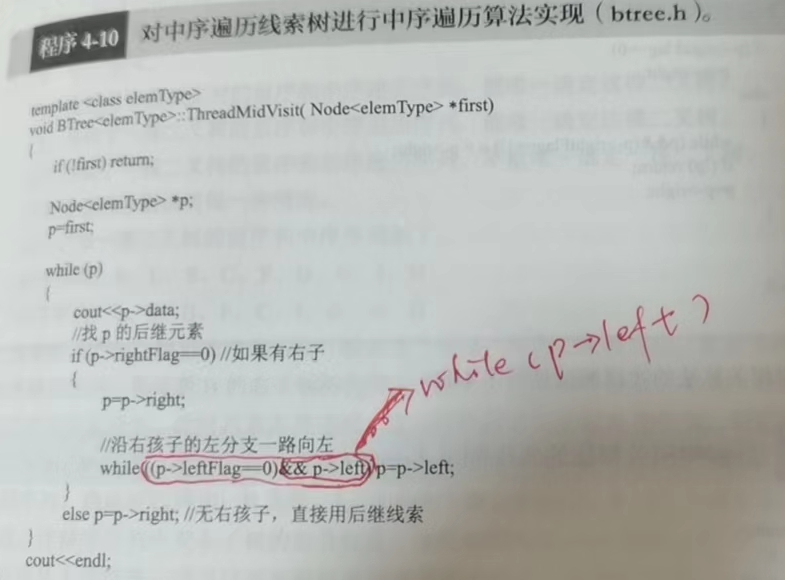 程序 4-10 对中序遍历线索树进行中序遍历算法实现（btree.h）。
template <class elemType>
void BTree<elemType>::ThreadMidVisit( Node<elemType> *first)
{
if (!first) return;
Node<elemType> *p;
p=first;
while (p)
{
cout<<p->data;
//找 p 的后继元素
if (p->rightFlag==0) //如果有右子
{
p=p->right;
while (p->left)
//沿右孩子的左分支一路向左
while((p->leftFlag==0)&& p->left) p=p->left;
}
else p=p->right; //无右孩子，直接用后继线索
}
cout<<endl;